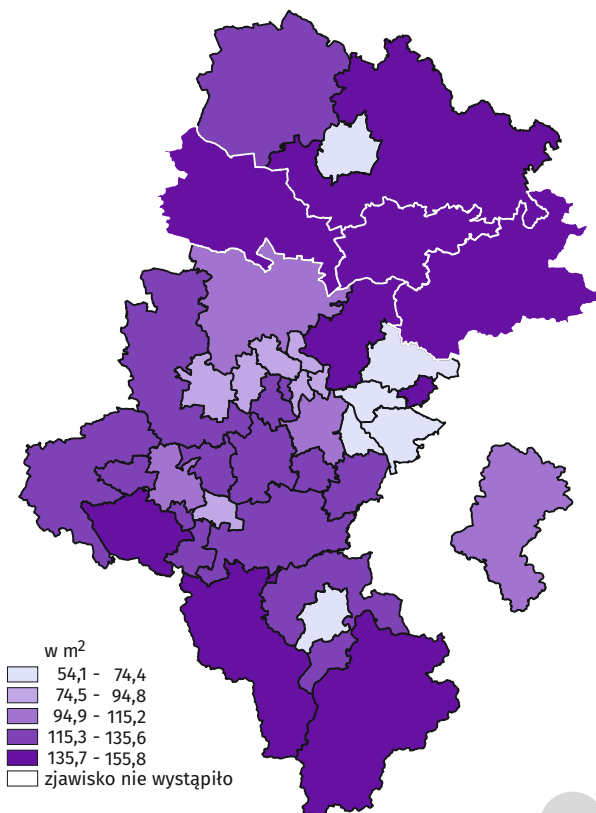 w m²
54,1 - 74,4
74,5 - 94,8
94,9 - 115,2
115,3 - 135,6
135,7 - 155,8
zjawisko nie wystąpiło